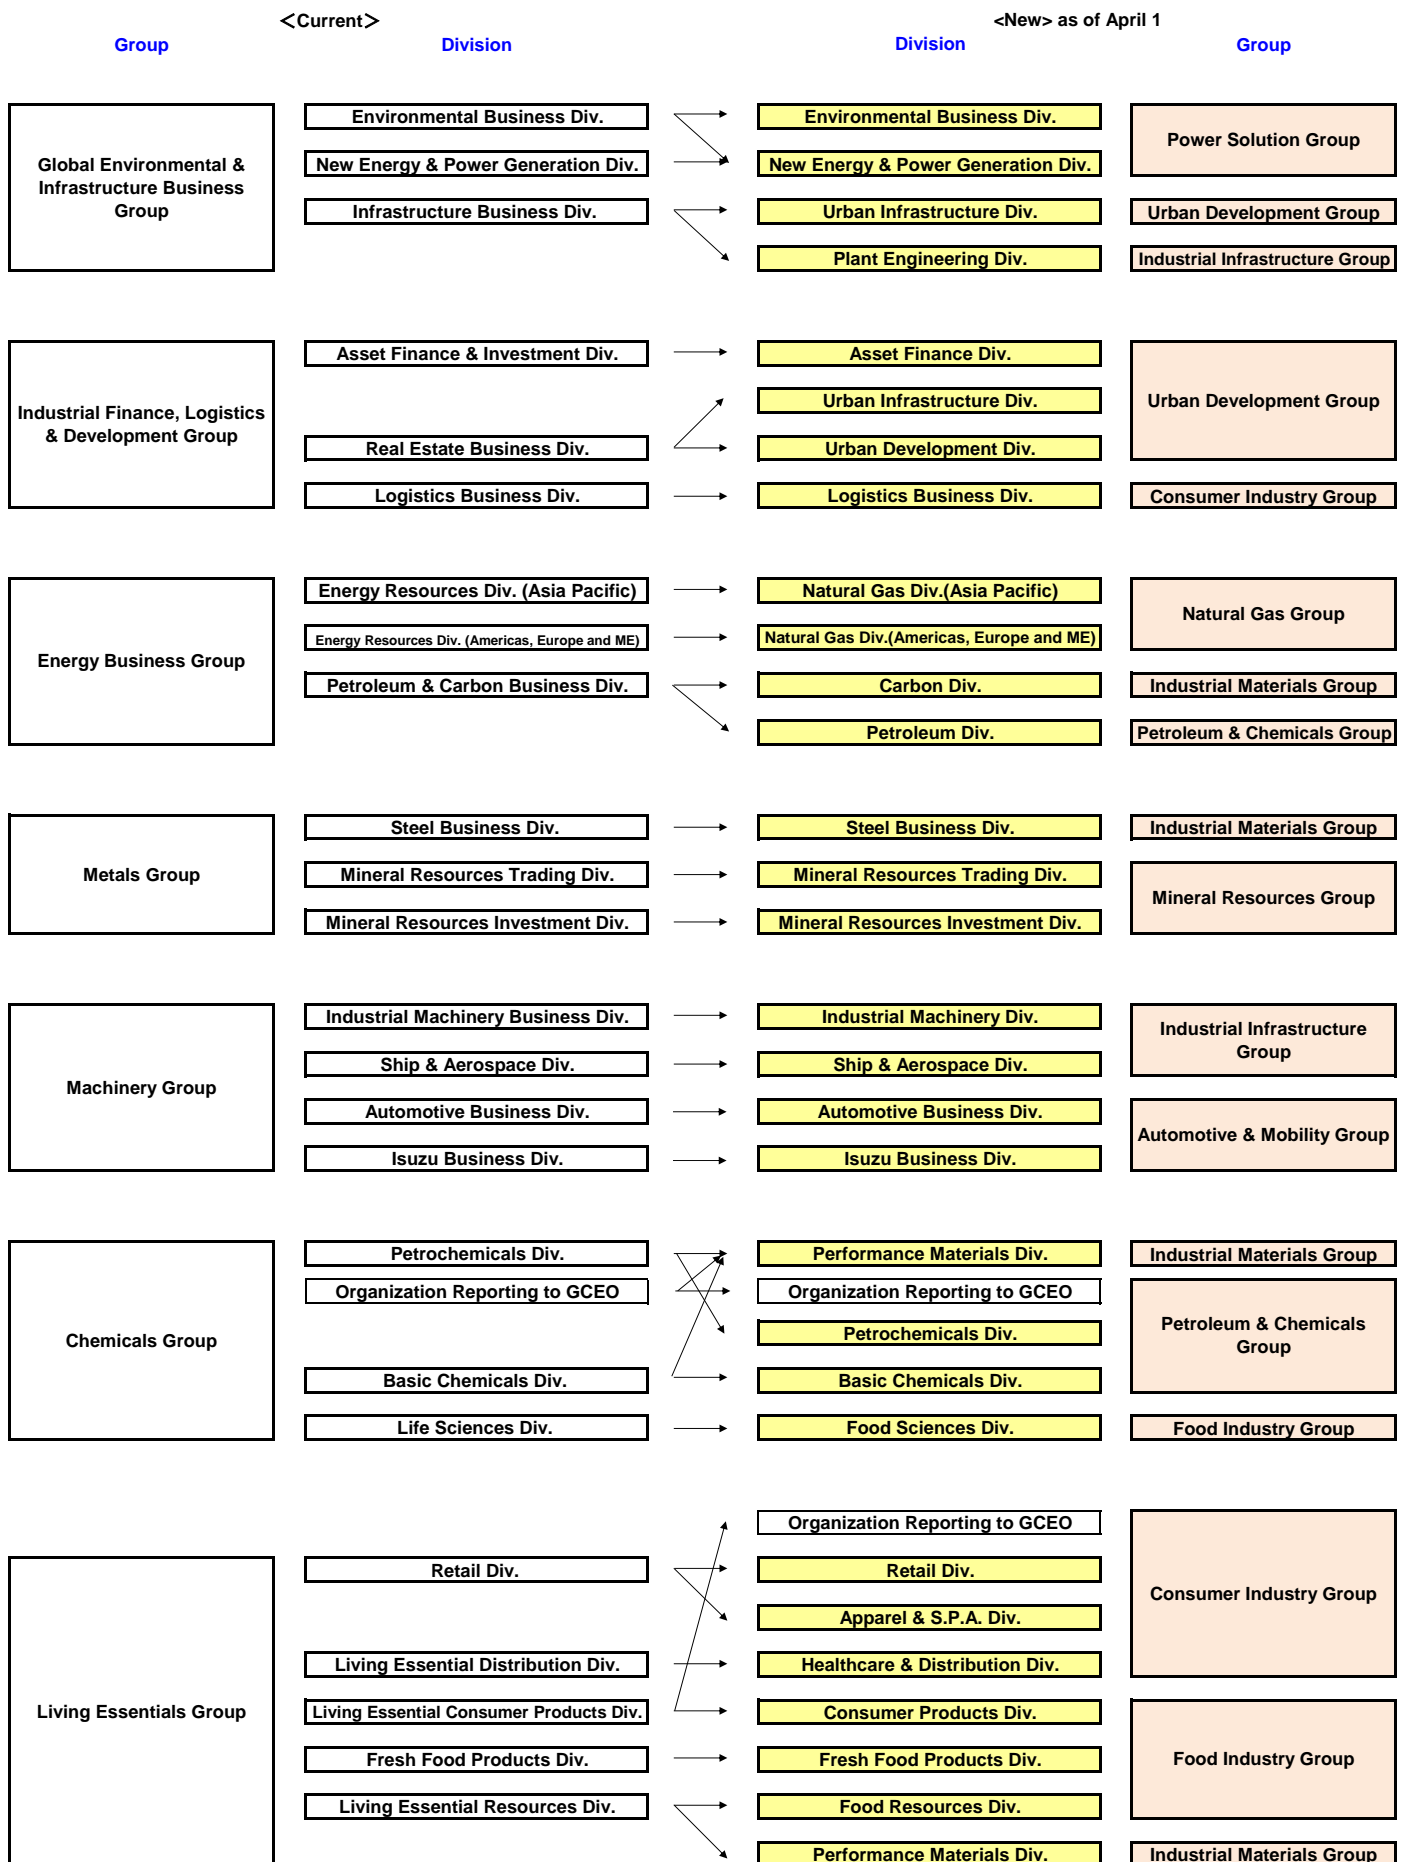 ＜Current＞
<New> as of April 1
Group
Division
Division
Group
Global Environmental &
Infrastructure Business
Group
Environmental Business Div.
Environmental Business Div.
Power Solution Group
New Energy & Power Generation Div.
New Energy & Power Generation Div.
Infrastructure Business Div.
Urban Infrastructure Div.
Urban Development Group
Plant Engineering Div.
Industrial Infrastructure Group
Industrial Finance, Logistics
& Development Group
Asset Finance & Investment Div.
Asset Finance Div.
Urban Development Group
Urban Infrastructure Div.
Real Estate Business Div.
Urban Development Div.
Logistics Business Div.
Logistics Business Div.
Consumer Industry Group
Energy Business Group
Energy Resources Div. (Asia Pacific)
Natural Gas Div.(Asia Pacific)
Natural Gas Group
Energy Resources Div. (Americas, Europe and ME)
Natural Gas Div.(Americas, Europe and ME)
Petroleum & Carbon Business Div.
Carbon Div.
Industrial Materials Group
Petroleum Div.
Petroleum & Chemicals Group
Metals Group
Steel Business Div.
Steel Business Div.
Industrial Materials Group
Mineral Resources Trading Div.
Mineral Resources Trading Div.
Mineral Resources Group
Mineral Resources Investment Div.
Mineral Resources Investment Div.
Machinery Group
Industrial Machinery Business Div.
Industrial Machinery Div.
Industrial Infrastructure
Group
Ship & Aerospace Div.
Ship & Aerospace Div.
Automotive Business Div.
Automotive Business Div.
Automotive & Mobility Group
Isuzu Business Div.
Isuzu Business Div.
Chemicals Group
Petrochemicals Div.
Performance Materials Div.
Industrial Materials Group
Organization Reporting to GCEO
Organization Reporting to GCEO
Petroleum & Chemicals
Group
Petrochemicals Div.
Basic Chemicals Div.
Basic Chemicals Div.
Life Sciences Div.
Food Sciences Div.
Food Industry Group
Living Essentials Group
Organization Reporting to GCEO
Consumer Industry Group
Retail Div.
Retail Div.
Apparel & S.P.A. Div.
Living Essential Distribution Div.
Healthcare & Distribution Div.
Living Essential Consumer Products Div.
Consumer Products Div.
Food Industry Group
Fresh Food Products Div.
Fresh Food Products Div.
Living Essential Resources Div.
Food Resources Div.
Performance Materials Div.
Industrial Materials Group